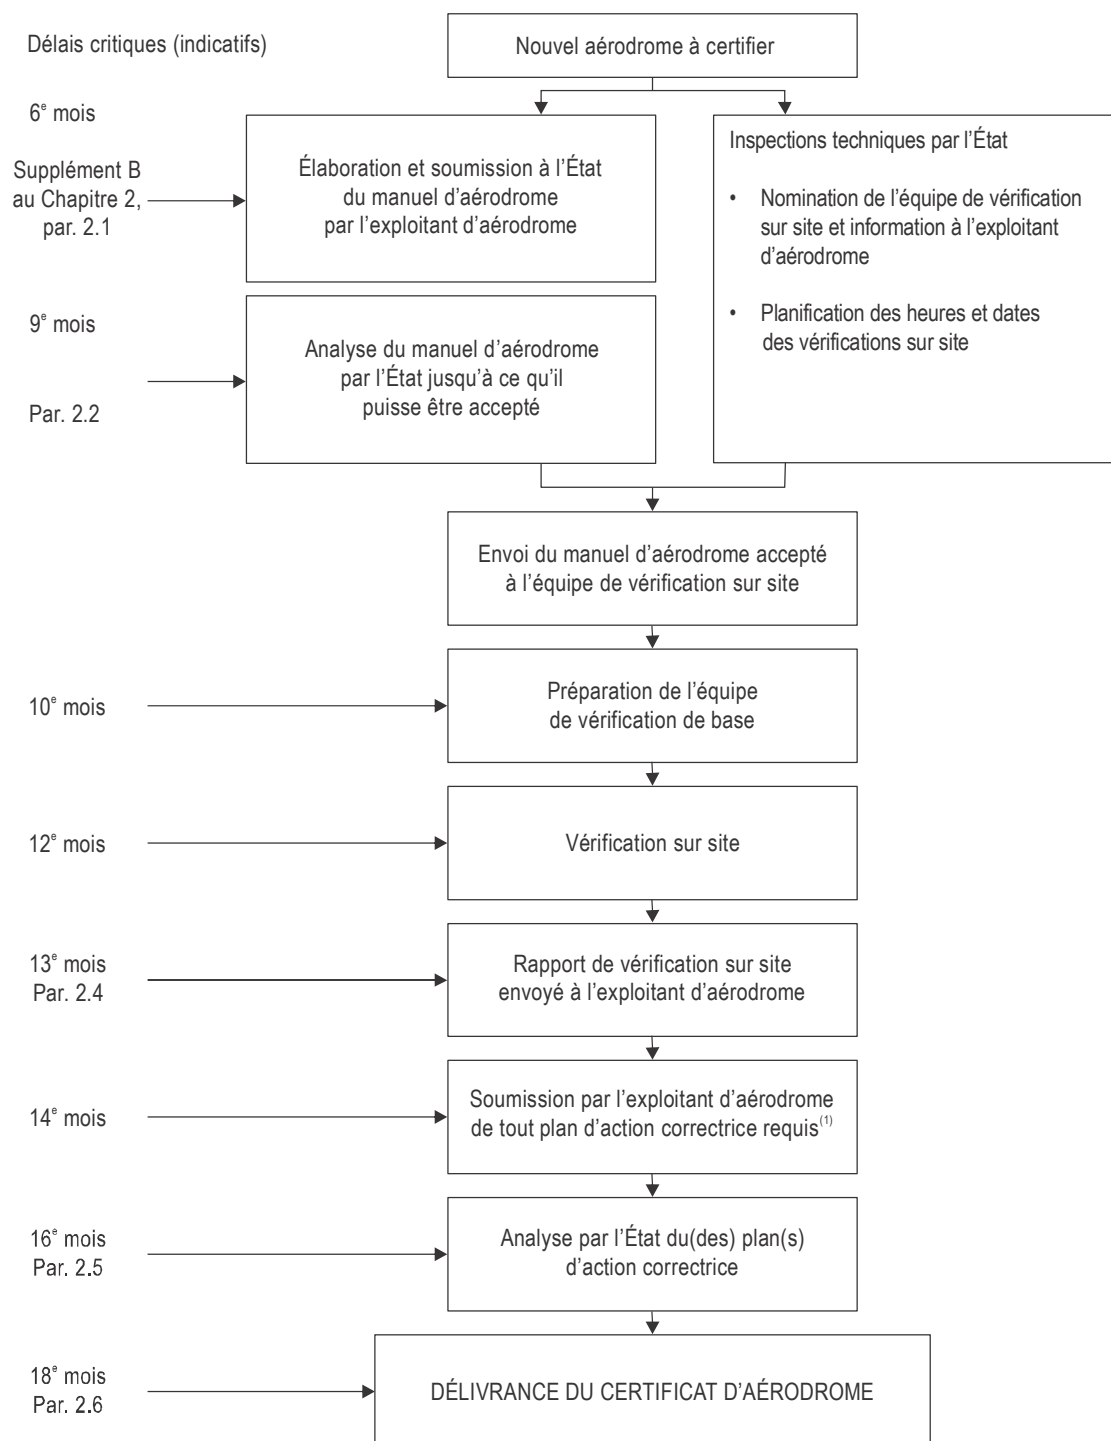 Délais critiques (indicatifs)
Nouvel aérodrome à certifier
6e mois
Supplément B
au Chapitre 2,
par. 2.1
Élaboration et soumission à l’État
du manuel d’aérodrome
par l’exploitant d’aérodrome
Inspections techniques par l’État
• Nomination de l’équipe de vérification
sur site et information à l’exploitant
d’aérodrome
• Planification des heures et dates
des vérifications sur site
9e mois
Par. 2.2
Analyse du manuel d’aérodrome
par l’État jusqu’à ce qu’il
puisse être accepté
Envoi du manuel d’aérodrome accepté
à l’équipe de vérification sur site
10e mois
Préparation de l’équipe
de vérification de base
12e mois
Vérification sur site
13e mois
Par. 2.4
Rapport de vérification sur site
envoyé à l’exploitant d’aérodrome
14e mois
Soumission par l’exploitant d’aérodrome
de tout plan d’action correctrice requis(1)
16e mois
Par. 2.5
Analyse par l’État du(des) plan(s)
d’action correctrice
18e mois
Par. 2.6
DÉLIVRANCE DU CERTIFICAT D’AÉRODROME